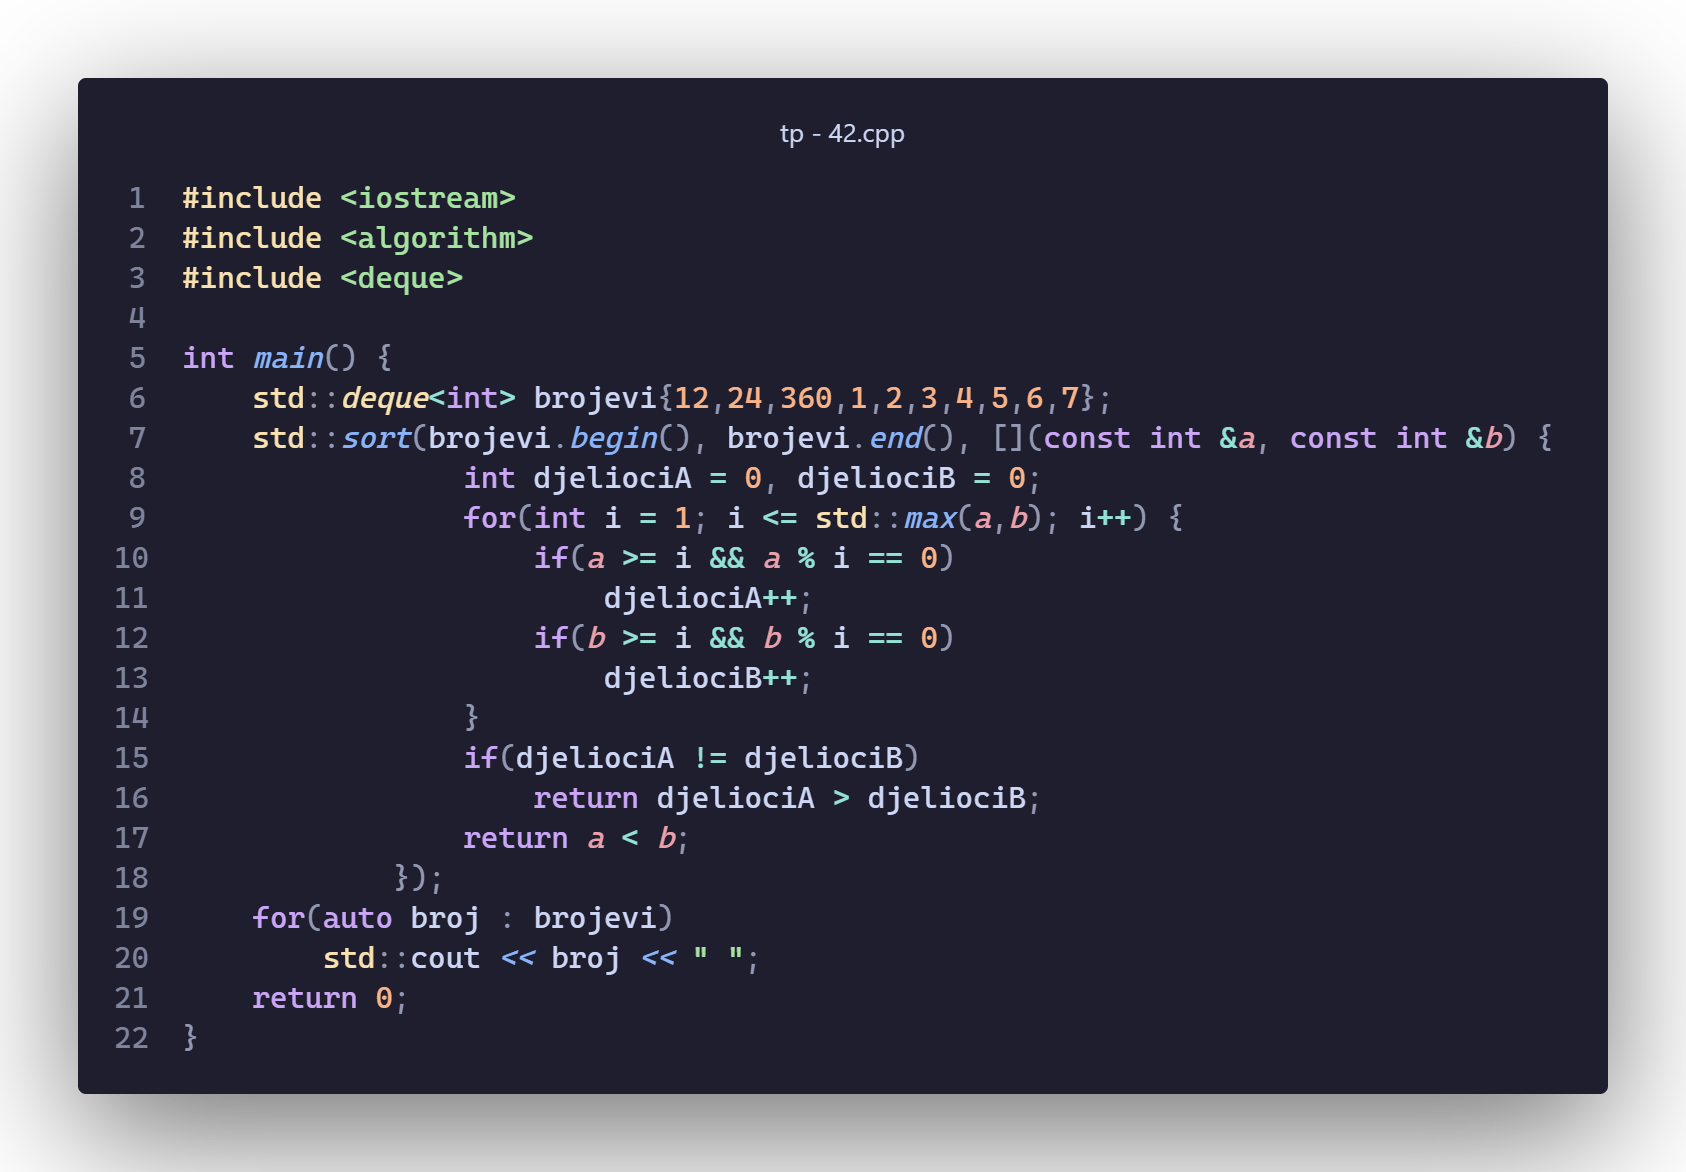 tp - 42.cpp
1 #include <iostream>
2 #include <algorithm>
3 #include <deque>
4
5 int main() {
6     std::deque<int> brojevi{12,24,360,1,2,3,4,5,6,7};
7     std::sort(brojevi.begin(), brojevi.end(), [](const int &a, const int &b) {
8                 int djeliociA = 0, djeliociB = 0;
9                 for(int i = 1; i <= std::max(a,b); i++) {
10                     if(a >= i && a % i == 0)
11                         djeliociA++;
12                     if(b >= i && b % i == 0)
13                         djeliociB++;
14                 }
15                 if(djeliociA != djeliociB)
16                     return djeliociA > djeliociB;
17                 return a < b;
18             });
19     for(auto broj : brojevi)
20         std::cout << broj << " ";
21     return 0;
22 }